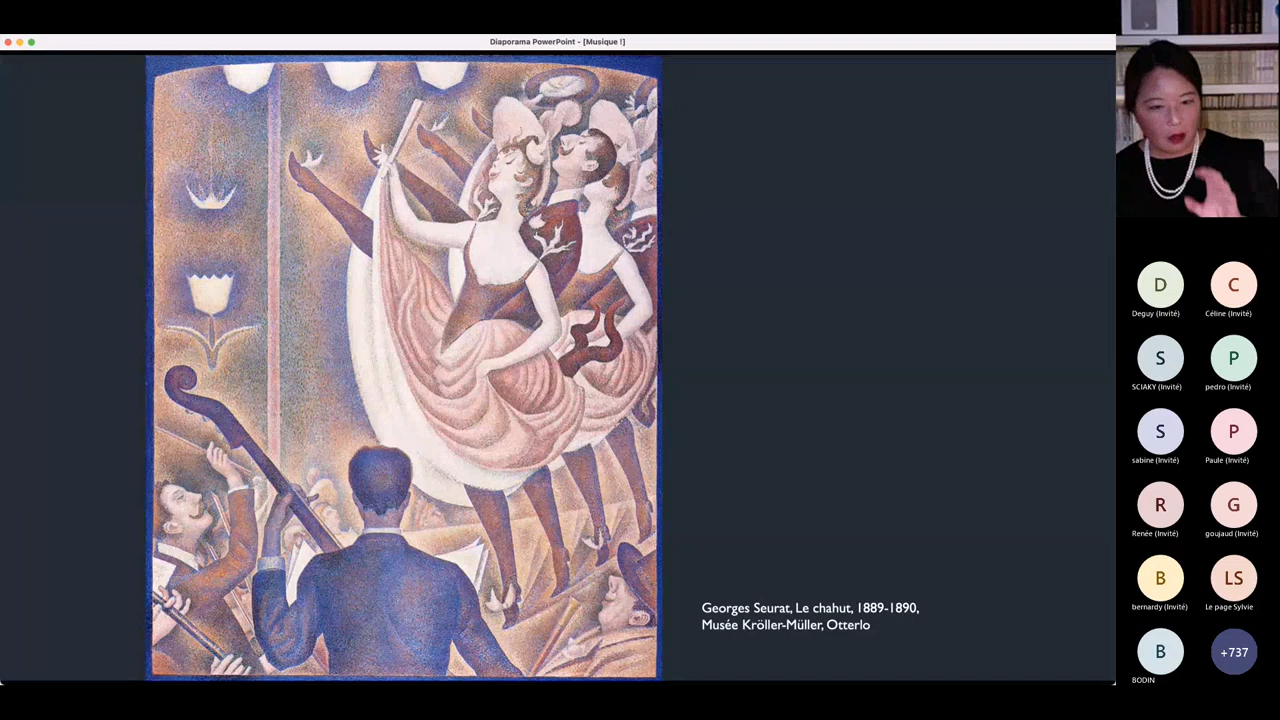 Diaporama PowerPoint - [Musique !]
Georges Seurat, Le chahut, 1889-1890,
Musée Kröller-Müller, Otterlo
D
Deguy (Invité)
C
Céline (Invité)
S
SCIAKY (Invité)
P
pedro (Invité)
S
sabine (Invité)
P
Paule (Invité)
R
Renée (Invité)
G
goujaud (Invité)
B
bernardy (Invité)
LS
Le page Sylvie
B
BODIN
+737